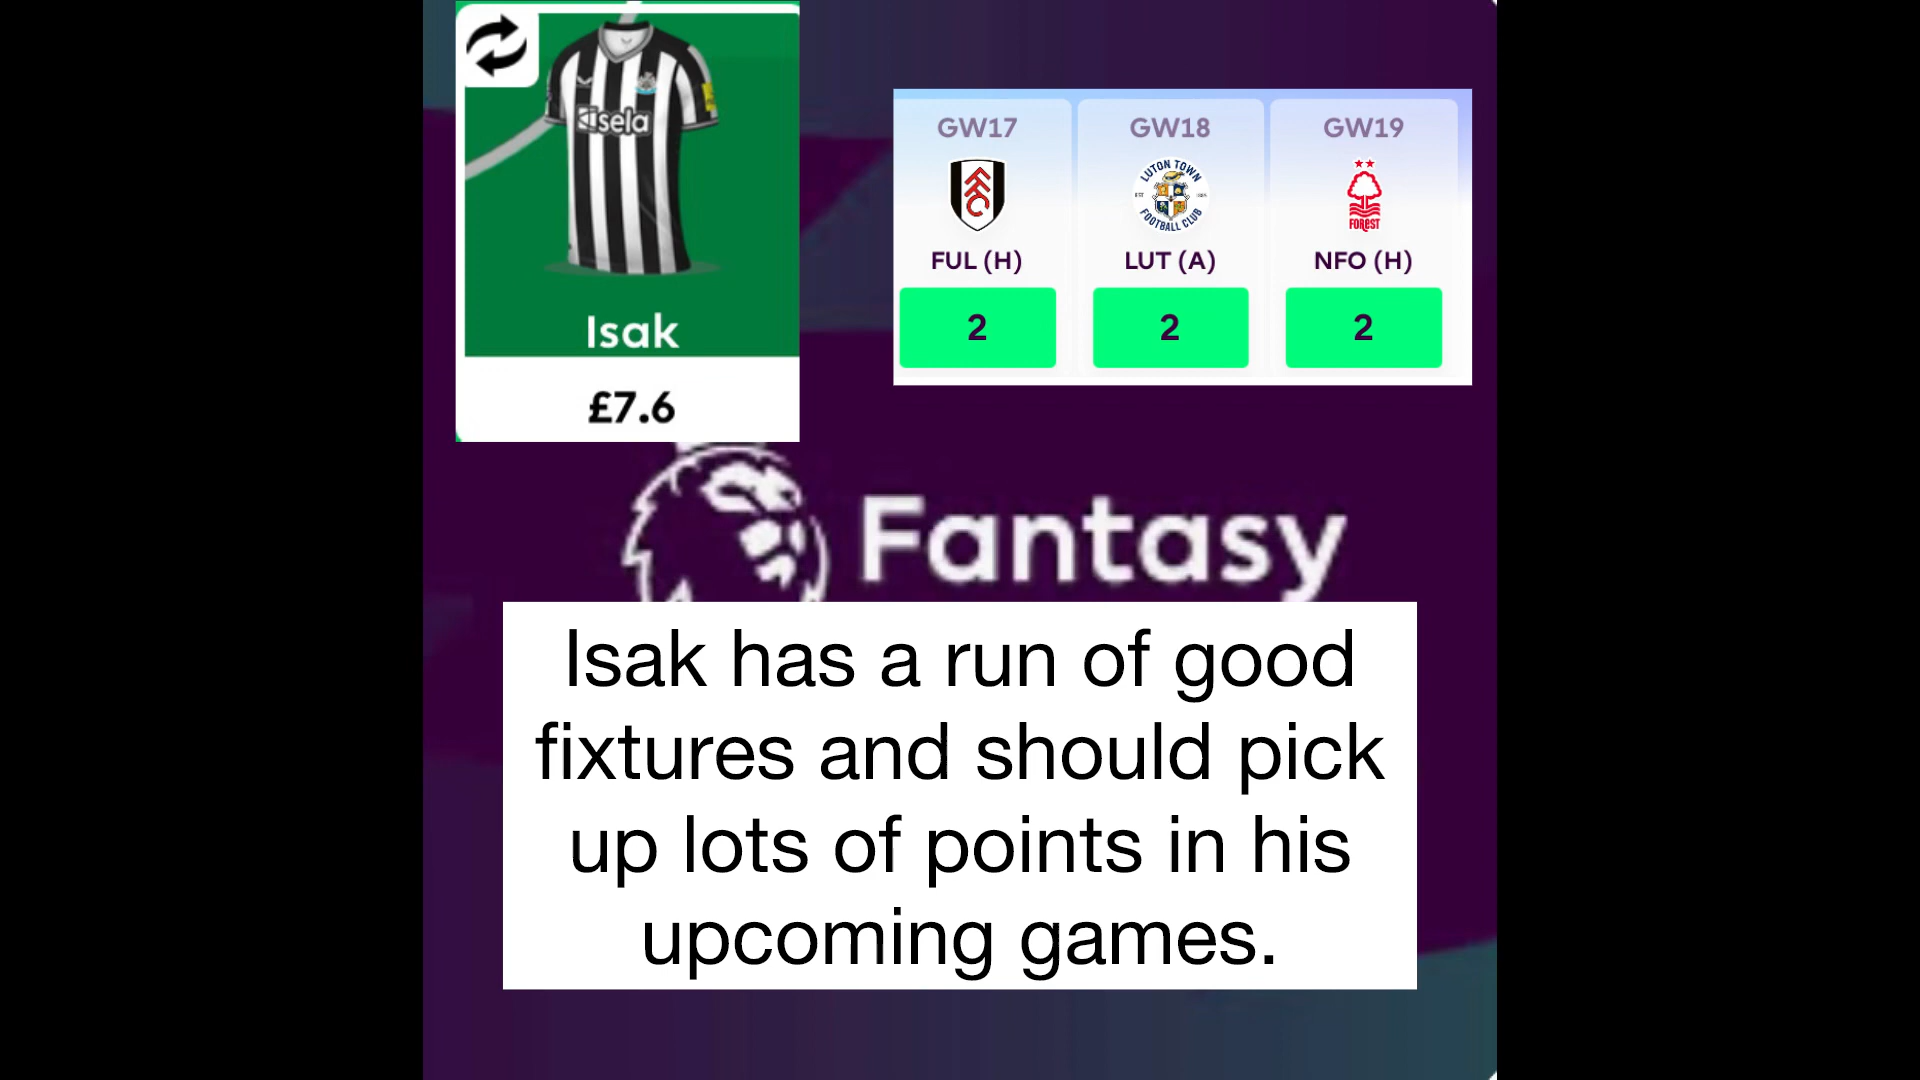 sela
Isak
£7.6
GW17 GW18 GW19
LUTON TOWN
FOOTBALL CLUB
FOREST
FUL (H) LUT (A) NFO (H)
2 2 2
Fantasy
Isak has a run of good
fixtures and should pick
up lots of points in his
upcoming games.